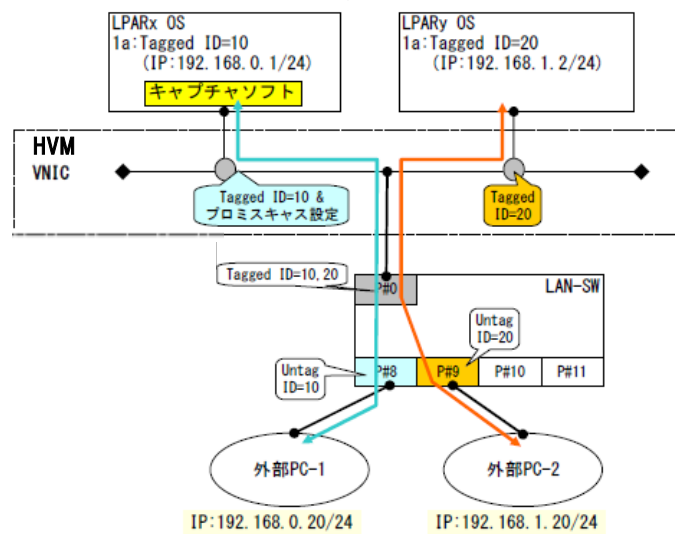 LPARx OS
1a:Tagged ID=10
(IP:192.168.0.1/24)
キャプチャソフト
LPARy OS
1a:Tagged ID=20
(IP:192.168.1.2/24)
HVM
VNIC
Tagged ID=10 &
プロミスキャス設定
Tagged
ID=20
Tagged ID=10,20
P#0
LAN-SW
Untag
ID=20
Untag
ID=10
P#8
P#9
P#10
P#11
外部PC-1
外部PC-2
IP:192.168.0.20/24
IP:192.168.1.20/24